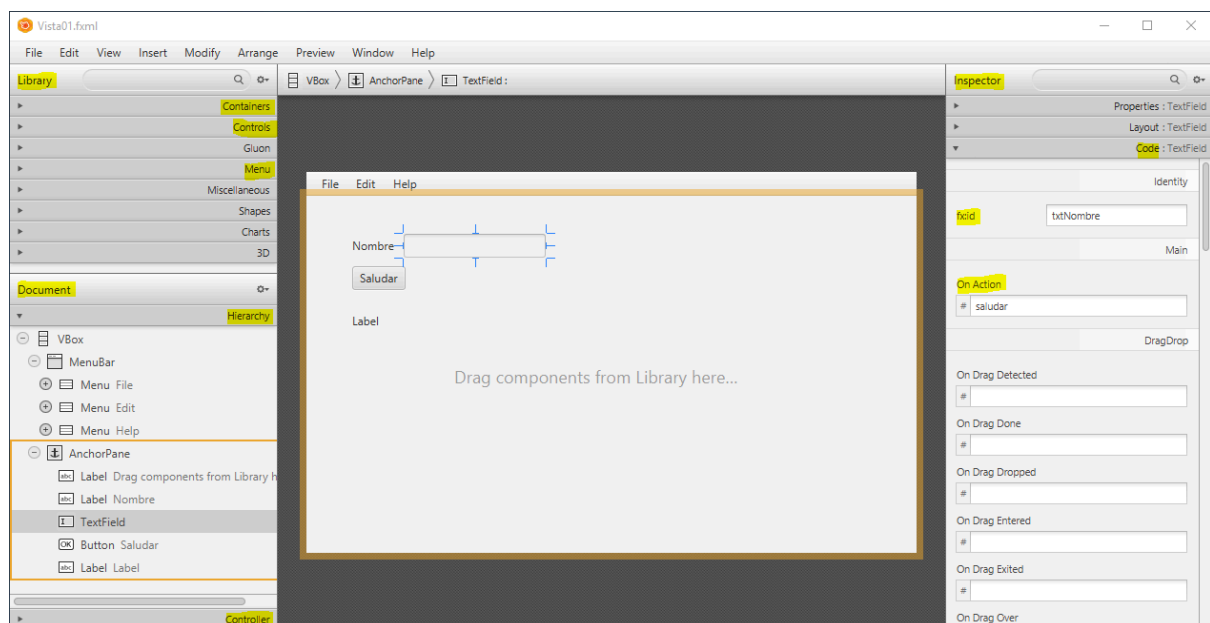 Vista01.fxml
File Edit View Insert Modify Arrange Preview Window Help
Library
Containers
Controls
Gluon
Menu
Miscellaneous
Shapes
Charts
3D
Document
Hierarchy
VBox
MenuBar
Menu File
Menu Edit
Menu Help
AnchorPane
Label Drag components from Library h
Label Nombre
TextField
OK Button Saludar
Label Label
Controller
VBox AnchorPane TextField :
File Edit Help
Nombre
Saludar
Label
Drag components from Library here...
Inspector
Properties : TextField
Layout : TextField
Code : TextField
Identity
fx:id txtNombre
Main
On Action
# saludar
DragDrop
On Drag Detected
#
On Drag Done
#
On Drag Dropped
#
On Drag Entered
#
On Drag Exited
#
On Drag Over